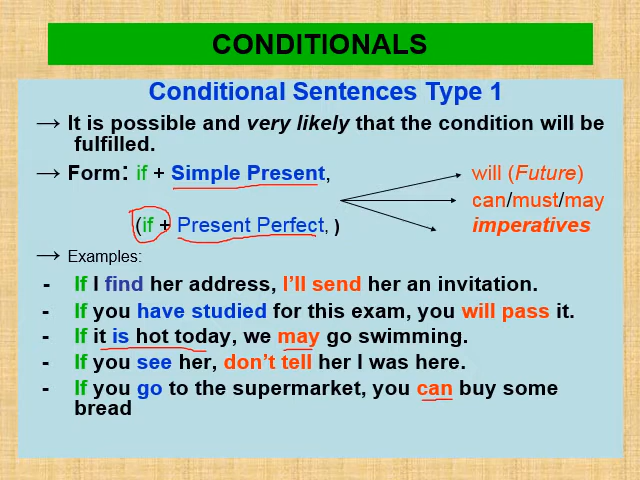 CONDITIONALS
Conditional Sentences Type 1
→ It is possible and very likely that the condition will be
fulfilled.
→ Form: if + Simple Present,
will (Future)
can/must/may
(if + Present Perfect, )
imperatives
→ Examples:
- If I find her address, I’ll send her an invitation.
- If you have studied for this exam, you will pass it.
- If it is hot today, we may go swimming.
- If you see her, don’t tell her I was here.
- If you go to the supermarket, you can buy some
bread